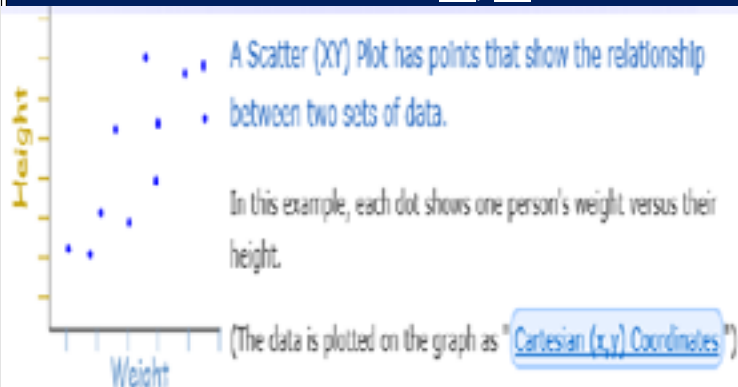 Height
A Scatter (XY) Plot has points that show the relationship
between two sets of data.
In this example, each dot shows one person's weight versus their
height.
(The data is plotted on the graph as "Cartesian (x,y) Coordinates")
Weight